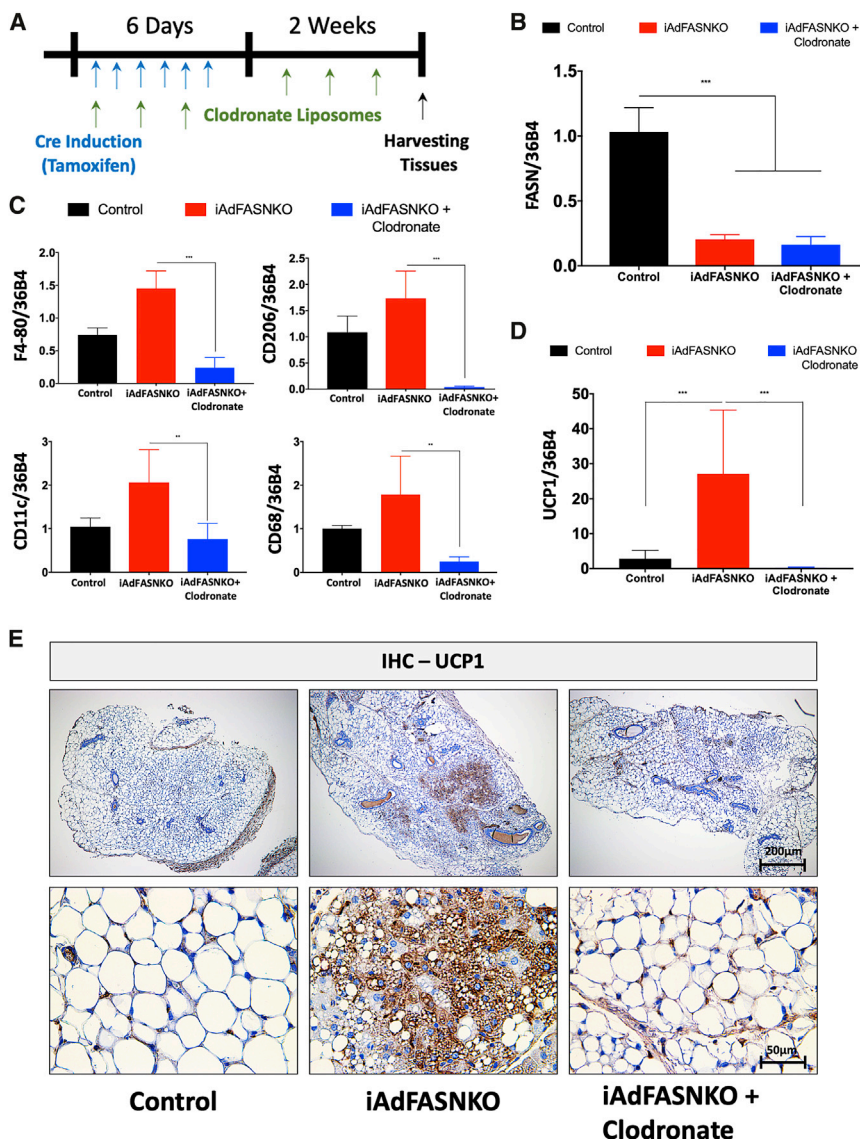 A
6 Days
2 Weeks
Clodronate Liposomes
Cre Induction
(Tamoxifen)
Harvesting
Tissues
B
Control
iAdFASNKO
iAdFASNKO +
Clodronate
FASN/36B4
1.5
1.0
0.5
0.0
***
Control
iAdFASNKO
iAdFASNKO +
Clodronate
C
Control
iAdFASNKO
iAdFASNKO +
Clodronate
F4-80/36B4
2.0
1.5
1.0
0.5
0.0
***
Control
iAdFASNKO
iAdFASNKO+
Clodronate
CD206/36B4
2.5
2.0
1.5
1.0
0.5
0.0
***
Control
iAdFASNKO
iAdFASNKO+
Clodronate
CD11c/36B4
3
2
1
0
**
Control
iAdFASNKO
iAdFASNKO+
Clodronate
CD68/36B4
3
2
1
0
**
Control
iAdFASNKO
iAdFASNKO+
Clodronate
D
Control
iAdFASNKO
iAdFASNKO
Clodronate
UCP1/36B4
50
40
30
20
10
0
***
***
Control
iAdFASNKO
iAdFASNKO +
Clodronate
E
IHC – UCP1
200μm
50μm
Control
iAdFASNKO
iAdFASNKO +
Clodronate